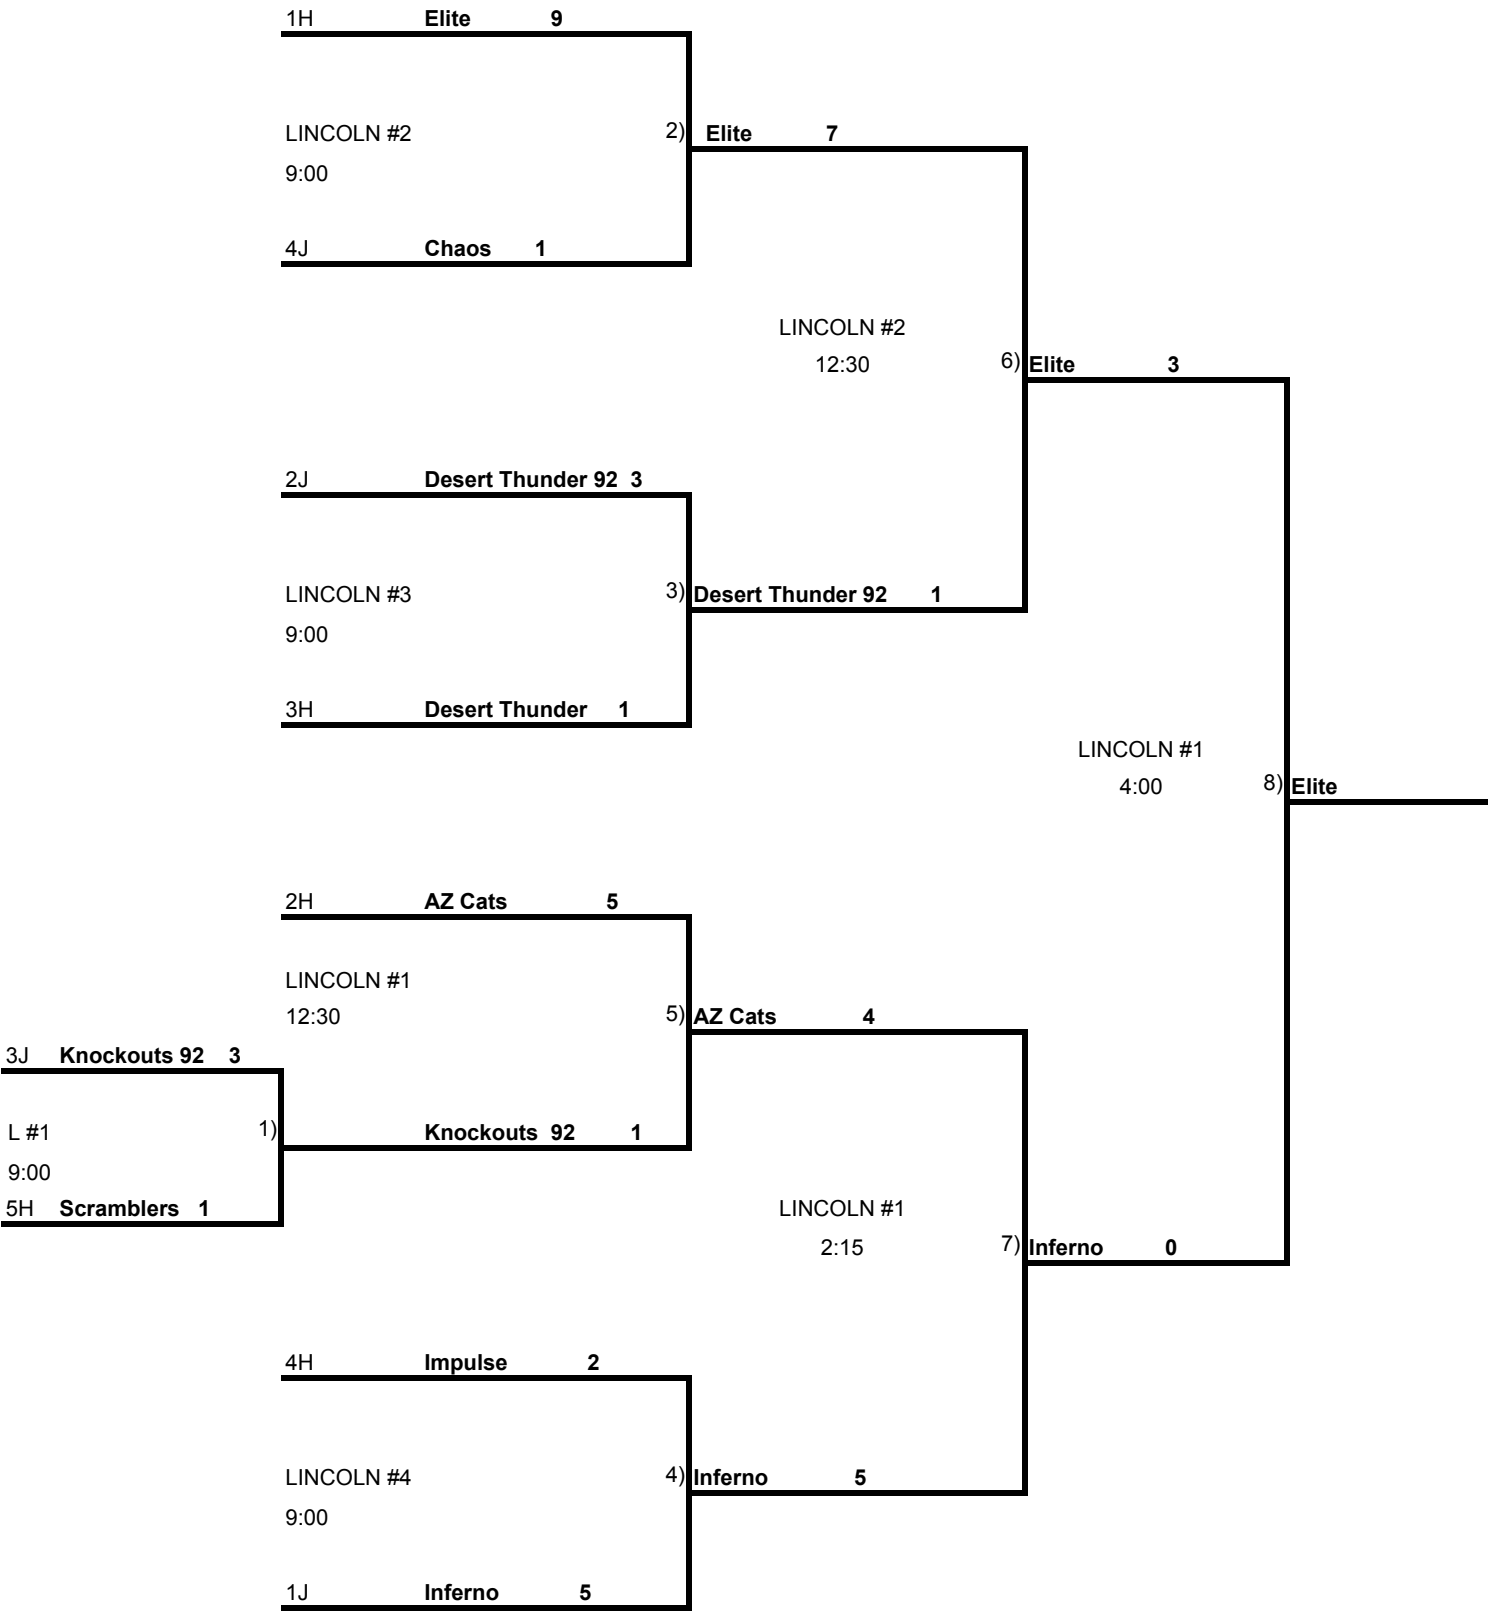 1H Elite 9
LINCOLN #2
2) Elite 7
9:00
4J Chaos 1
LINCOLN #2
12:30
6) Elite 3
2J Desert Thunder 92 3
LINCOLN #3
3) Desert Thunder 92 1
9:00
3H Desert Thunder 1
LINCOLN #1
4:00
8) Elite
2H AZ Cats 5
LINCOLN #1
12:30
5) AZ Cats 4
3J Knockouts 92 3
L #1
1)
Knockouts 92 1
9:00
5H Scramblers 1
LINCOLN #1
2:15
7) Inferno 0
4H Impulse 2
LINCOLN #4
4) Inferno 5
9:00
1J Inferno 5